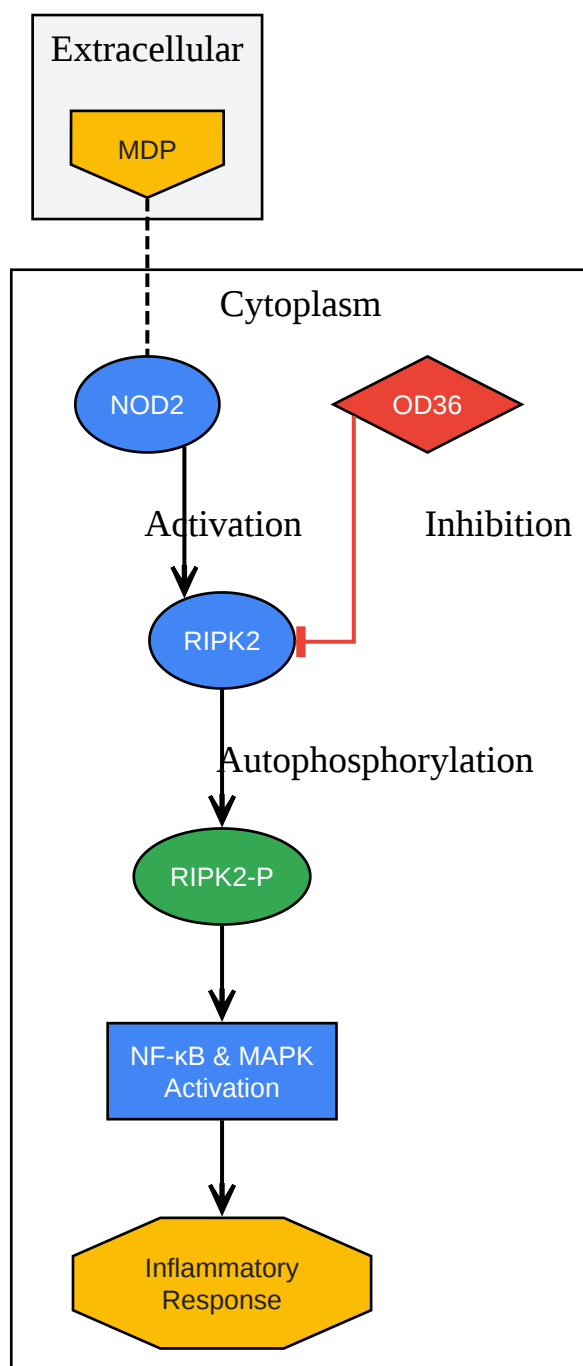 Extracellular
MDP
Cytoplasm
NOD2
OD36
Activation
Inhibition
RIPK2
Autophosphorylation
RIPK2-P
NF-κB & MAPK
Activation
Inflammatory
Response